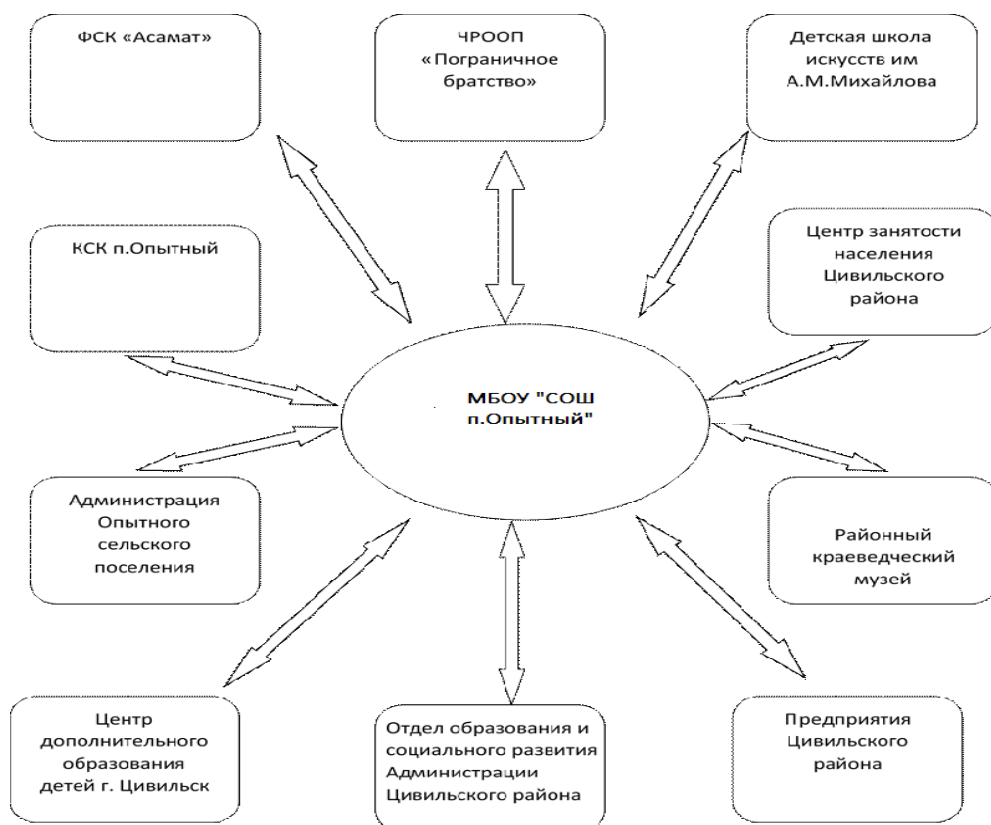 ФСК «Асамат»
ЧРООП
«Пограничное
братство»
Детская школа
искусств им
А.М.Михайлова
КСК п.Опытный
Центр занятости
населения
Цивильского
района
МБОУ "СОШ
п.Опытный"
Администрация
Опытного
сельского
поселения
Районный
краеведческий
музей
Центр
дополнительного
образования
детей г. Цивильск
Отдел образования и
социального развития
Администрации
Цивильского района
Предприятия
Цивильского
района